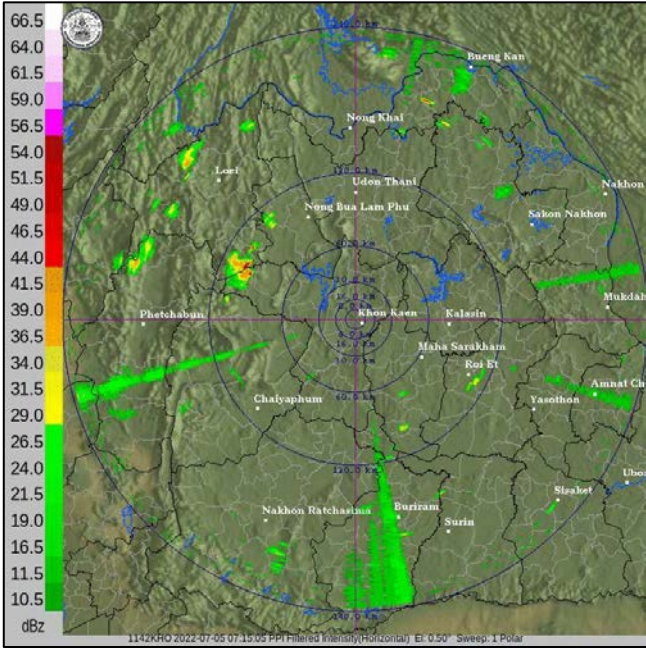 66.5
64.0
61.5
59.0
56.5
54.0
51.5
49.0
46.5
44.0
41.5
39.0
36.5
34.0
31.5
29.0
26.5
24.0
21.5
19.0
16.5
15.5
13.0
10.5
dBz
Bueng Kan
Nong Khai
Loei
Udon Thani
Nakhon
Nong Bua Lam Phu
Sakon Nakhon
Mukdah
Phetchabun
Khon Kaen
Kalasin
Maha Sarakham
Roi Et
Chaiyaphum
Amnat Ch
Yasothon
Ubo
Sisaket
Nakhon Ratchasima
Buriram
Surin
1142KHO 2022-07-05 07:15:05 PPI Filtered Intensity(Horizontal) El: 0.50° Sweep: 1 Polar